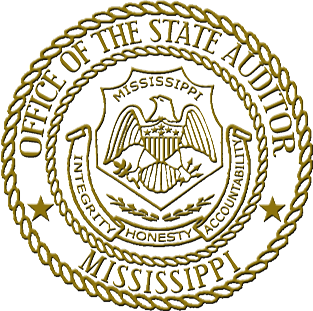 OFFICE OF THE STATE AUDITOR
MISSISSIPPI
INTEGRITY
HONESTY
ACCOUNTABILITY
MISSISSIPPI